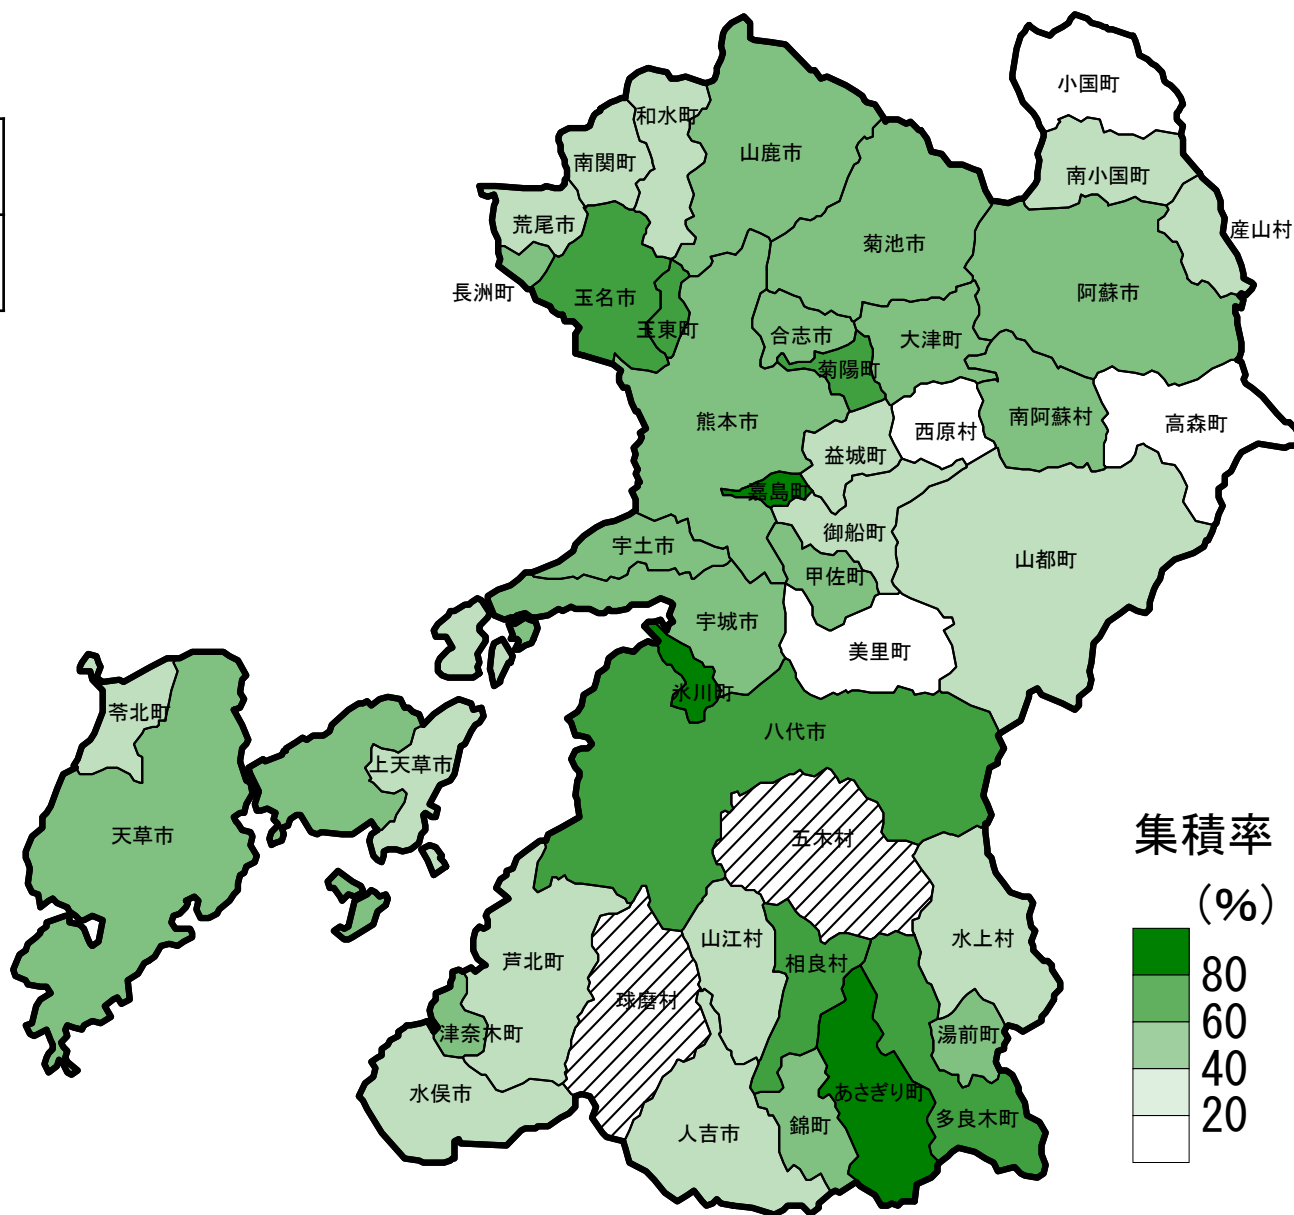 小国町
和水町
山鹿市
南関町
南小国町
荒尾市
菊池市
産山村
長洲町
玉名市
阿蘇市
玉東町
合志市
大津町
菊陽町
熊本市
西原村
南阿蘇村
高森町
益城町
嘉島町
御船町
宇土市
山都町
甲佐町
宇城市
美里町
氷川町
苓北町
八代市
上天草市
天草市
五木村
集積率
(%)
山江村
水上村
芦北町
相良村
80
球磨村
60
津奈木町
湯前町
40
水俣市
あさぎり町
20
人吉市
錦町
多良木町